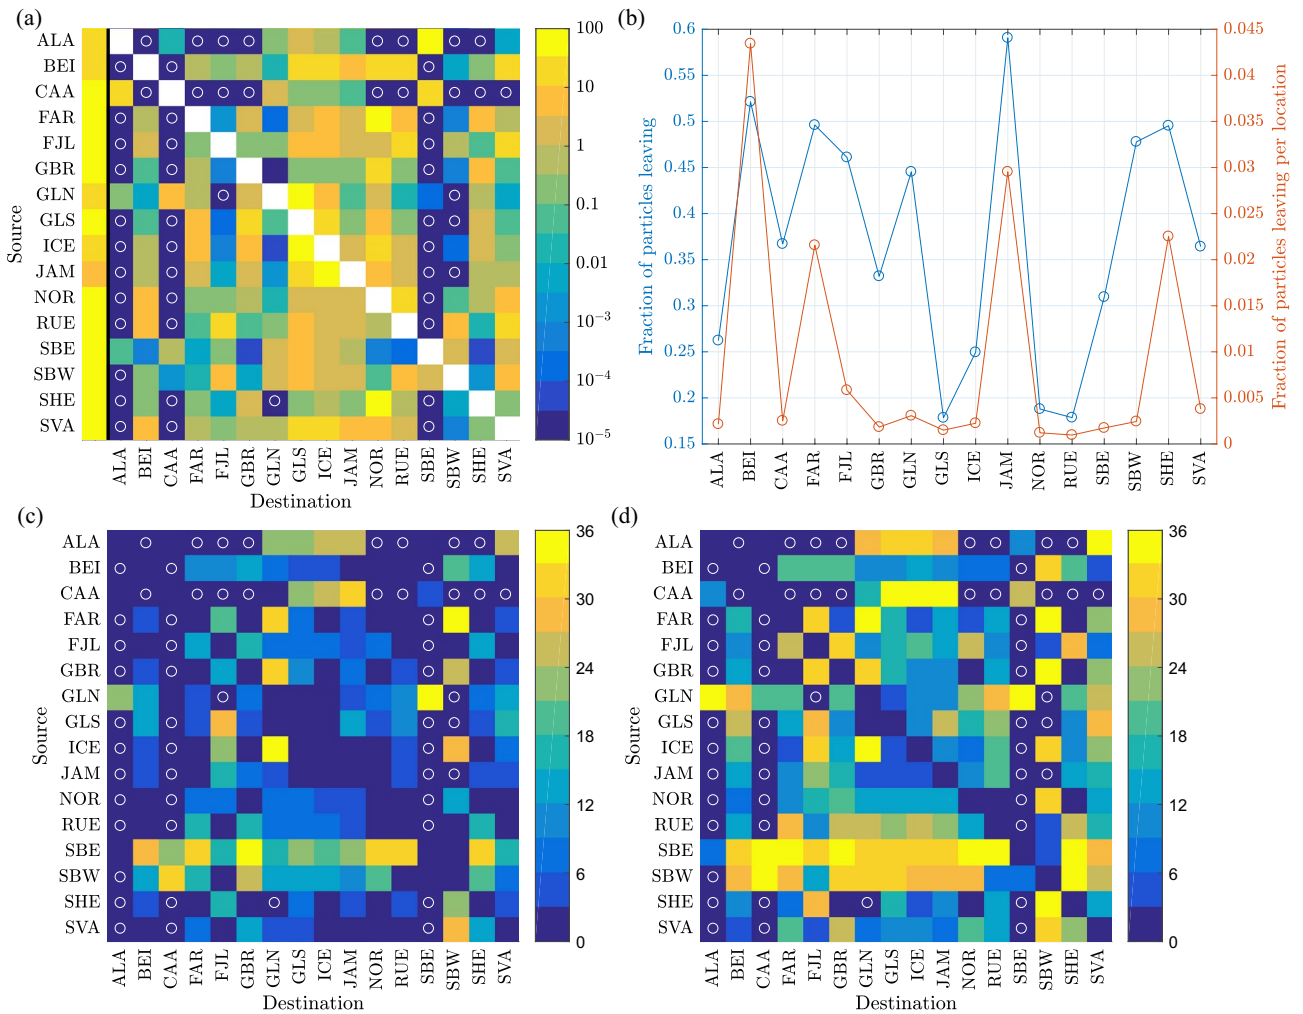 (a)
ALA
BEI
CAA
FAR
FJL
GBR
GLN
GLS
ICE
JAM
NOR
RUE
SBE
SBW
SHE
SVA
Source
ALA BEI CAA FAR FJL GBR GLN GLS ICE JAM NOR RUE SBE SBW SHE SVA
Destination
100
10
1
0.1
0.01
10⁻³
10⁻⁴
10⁻⁵
(b)
0.6
0.55
0.5
0.45
0.4
0.35
0.3
0.25
0.2
0.15
Fraction of particles leaving
0.045
0.04
0.035
0.03
0.025
0.02
0.015
0.01
0.005
0
Fraction of particles leaving per location
ALA BEI CAA FAR FJL GBR GLN GLS ICE JAM NOR RUE SBE SBW SHE SVA
(c)
ALA
BEI
CAA
FAR
FJL
GBR
GLN
GLS
ICE
JAM
NOR
RUE
SBE
SBW
SHE
SVA
Source
ALA BEI CAA FAR FJL GBR GLN GLS ICE JAM NOR RUE SBE SBW SHE SVA
Destination
36
30
24
18
12
6
0
(d)
ALA
BEI
CAA
FAR
FJL
GBR
GLN
GLS
ICE
JAM
NOR
RUE
SBE
SBW
SHE
SVA
Source
ALA BEI CAA FAR FJL GBR GLN GLS ICE JAM NOR RUE SBE SBW SHE SVA
Destination
36
30
24
18
12
6
0